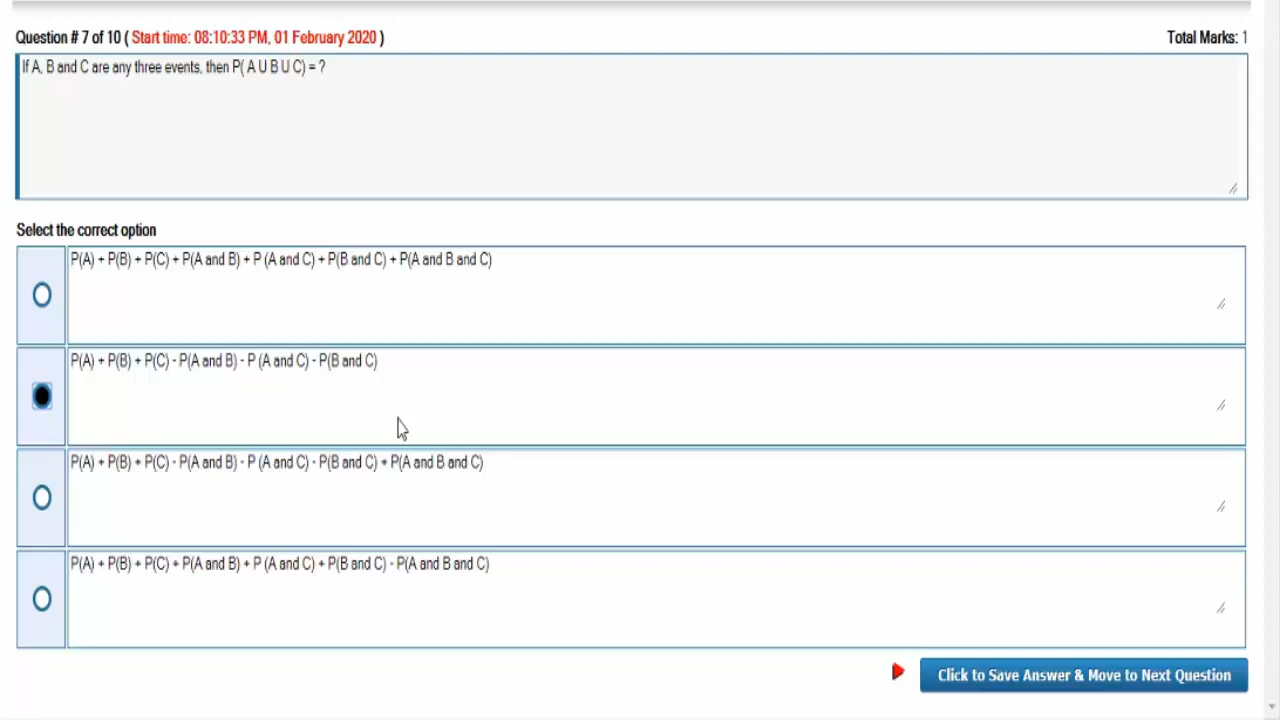 Question # 7 of 10 ( Start time: 08:10:33 PM, 01 February 2020 ) Total Marks: 1
If A, B and C are any three events, then P( A U B U C) = ?
Select the correct option
P(A) + P(B) + P(C) + P(A and B) + P (A and C) + P(B and C) + P(A and B and C)
P(A) + P(B) + P(C) - P(A and B) - P (A and C) - P(B and C)
P(A) + P(B) + P(C) - P(A and B) - P (A and C) - P(B and C) + P(A and B and C)
P(A) + P(B) + P(C) + P(A and B) + P (A and C) + P(B and C) - P(A and B and C)
Click to Save Answer & Move to Next Question